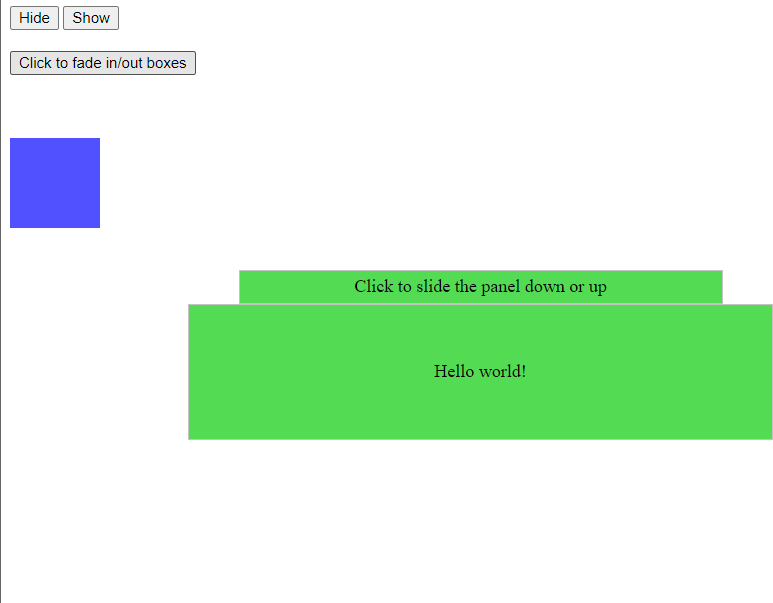 Hide Show
Click to fade in/out boxes
Click to slide the panel down or up
Hello world!